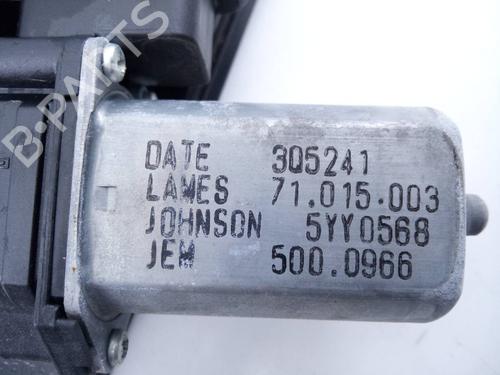 B-PARTS
DATE 3Q5241
LAMES 71.015.003
JOHNSON 5YY0568
JEM 500.0966